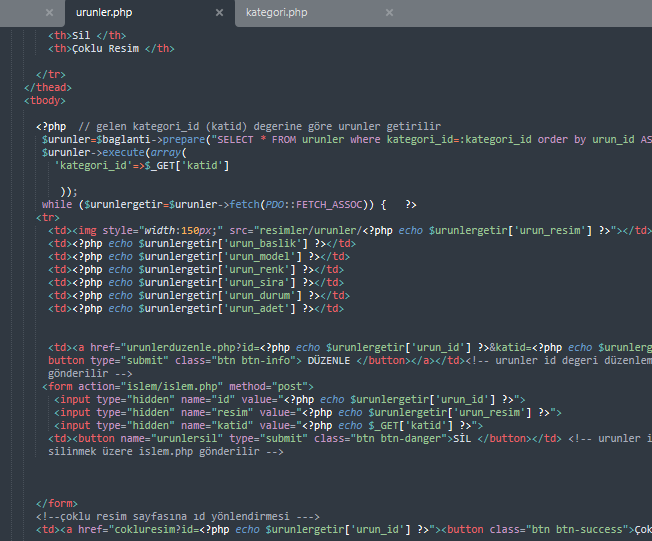 urunler.php × kategori.php ×
<th>Sil </th>
<th>Çoklu Resim </th>
</tr>
</thead>
<tbody>
<?php // gelen kategori_id (katid) degerine göre urunler getirilir
$urunler=$baglanti->prepare("SELECT * FROM urunler where kategori_id=:kategori_id order by urun_id AS
$urunler->execute(array(
'kategori_id'=>$_GET['katid']
));
while ($urunlergetir=$urunler->fetch(PDO::FETCH_ASSOC)) { ?>
<tr>
<td><img style="width:150px;" src="resimler/urunler/<?php echo $urunlergetir['urun_resim'] ?>"></td>
<td><?php echo $urunlergetir['urun_baslik'] ?></td>
<td><?php echo $urunlergetir['urun_model'] ?></td>
<td><?php echo $urunlergetir['urun_renk'] ?></td>
<td><?php echo $urunlergetir['urun_sira'] ?></td>
<td><?php echo $urunlergetir['urun_durum'] ?></td>
<td><?php echo $urunlergetir['urun_adet'] ?></td>
<td><a href="urunlerduzenle.php?id=<?php echo $urunlergetir['urun_id'] ?>&katid=<?php echo $urunlerg
button type="submit" class="btn btn-info"> DÜZENLE </button></a></td><!-- urunler id degeri düzenlem
gönderilir -->
<form action="islem/islem.php" method="post">
<input type="hidden" name="id" value="<?php echo $urunlergetir['urun_id'] ?>">
<input type="hidden" name="resim" value="<?php echo $urunlergetir['urun_resim'] ?>">
<input type="hidden" name="katid" value="<?php echo $_GET['katid'] ?>">
<td><button name="urunlersil" type="submit" class="btn btn-danger">SİL </button></td> <!-- urunler i
silinmek üzere islem.php gönderilir -->
</form>
<!--çoklu resim sayfasına ıd yönlendirmesi --->
<td><a href="cokluresim?id=<?php echo $urunlergetir['urun_id'] ?>"><button class="btn btn-success">Çok